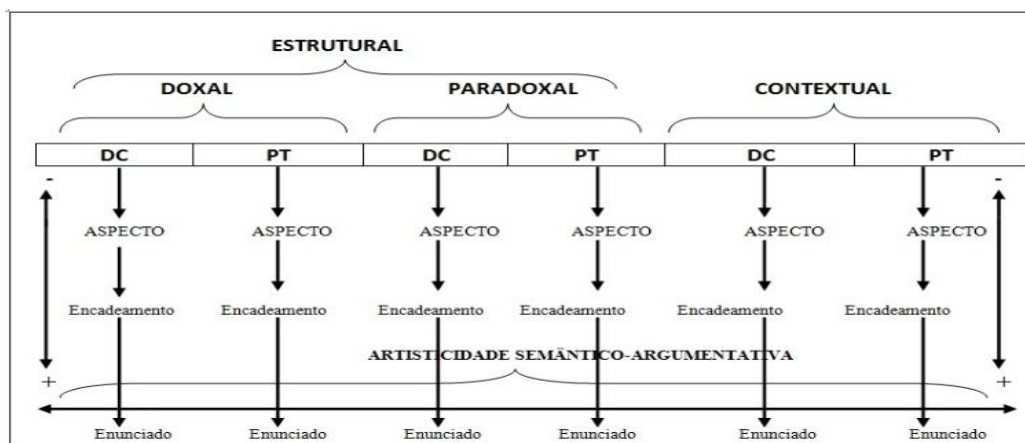 ESTRUTURAL
DOXAL PARADOXAL CONTEXTUAL
DC PT DC PT DC PT
- -
ASPECTO ASPECTO ASPECTO ASPECTO ASPECTO ASPECTO
Encadeamento Encadeamento Encadeamento Encadeamento Encadeamento Encadeamento
ARTISTICIDADE SEMÂNTICO-ARGUMENTATIVA
+ +
Enunciado Enunciado Enunciado Enunciado Enunciado Enunciado